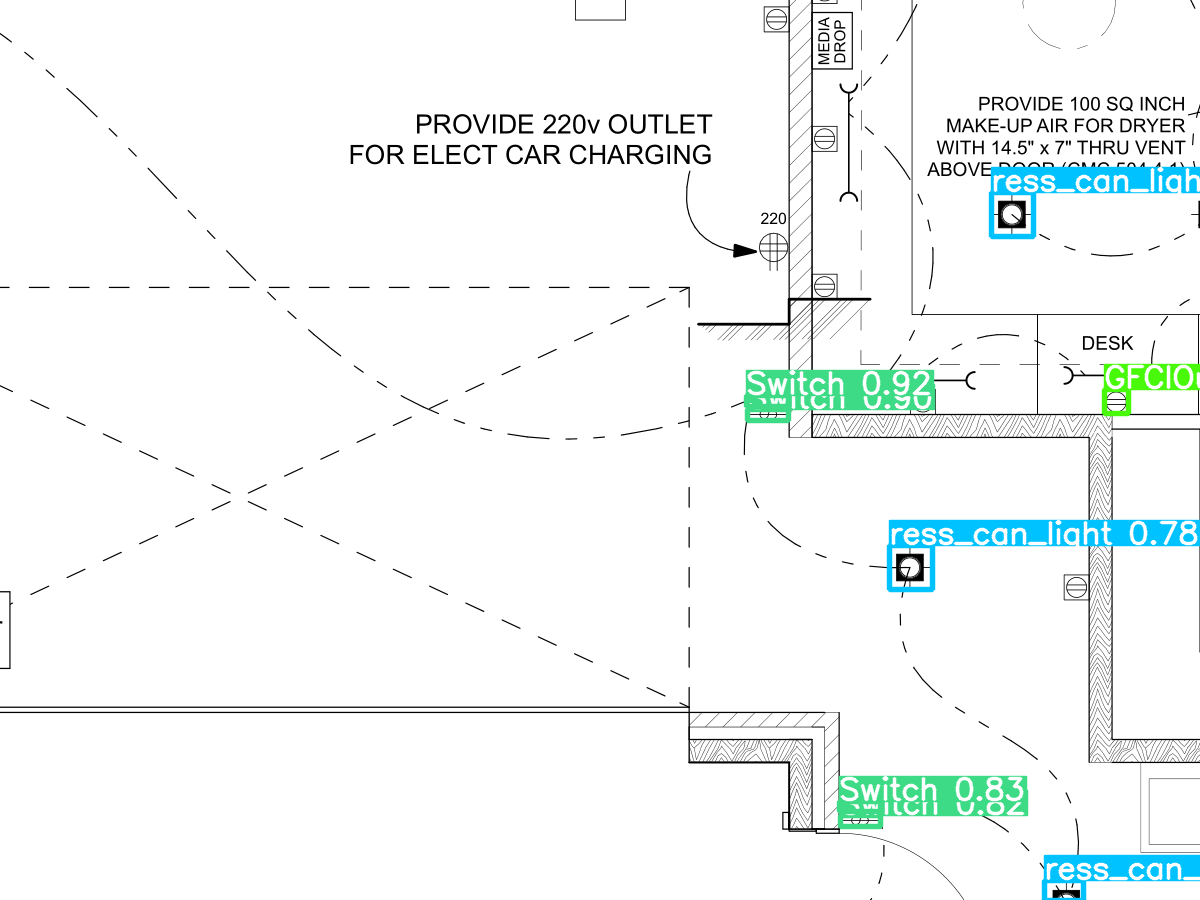 MEDIA
DROP
PROVIDE 220v OUTLET
FOR ELECT CAR CHARGING
220
PROVIDE 100 SQ INCH
MAKE-UP AIR FOR DRYER
WITH 14.5" x 7" THRU VENT
ABOVE DOOR (CMC 504.4.1)
ress_can_ligh
DESK
Switch 0.92
Switch 0.90
GFCIO
ress_can_light 0.78
Switch 0.83
Switch 0.82
ress_can_